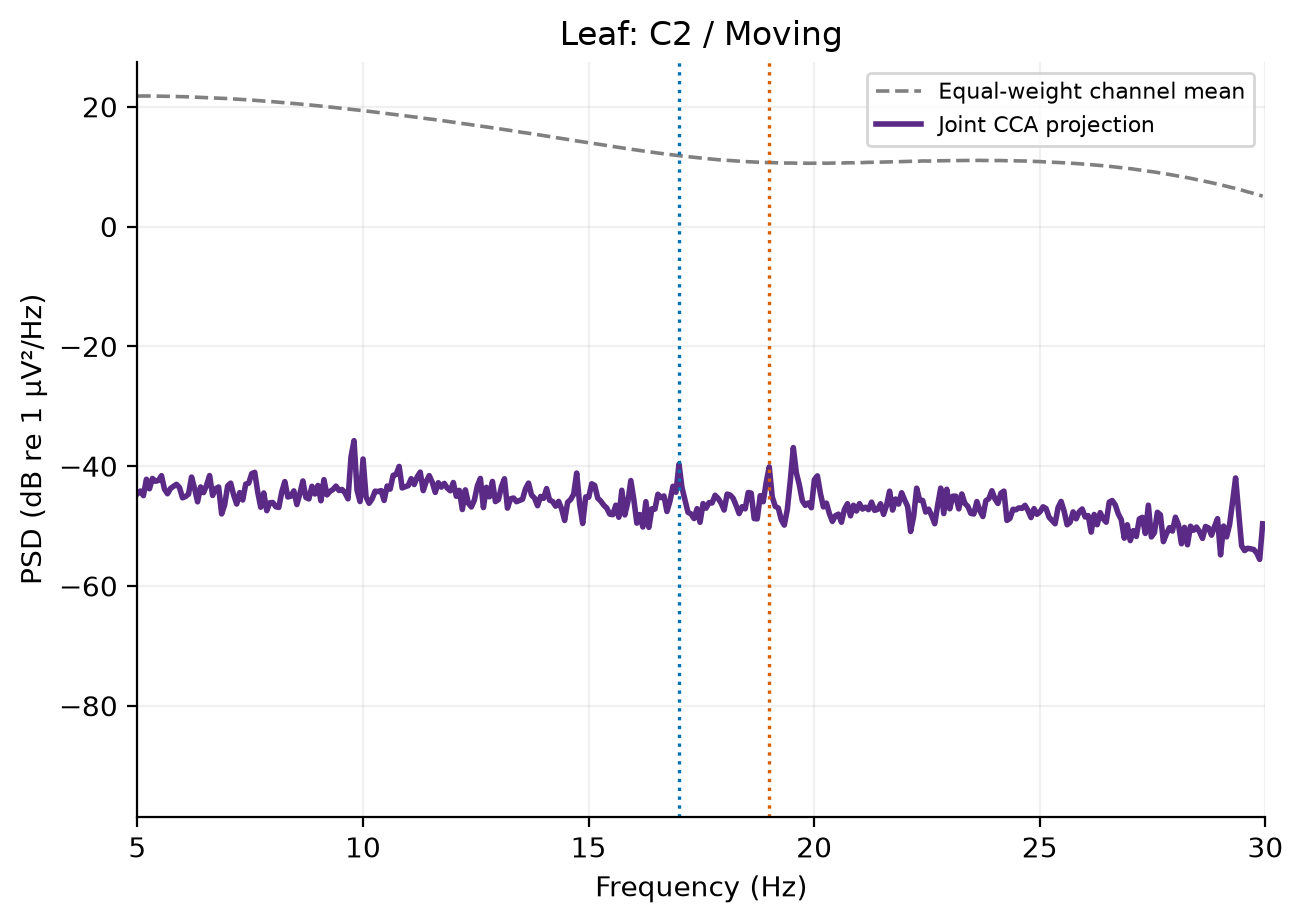 Leaf: C2 / Moving
Equal-weight channel mean
Joint CCA projection
PSD (dB re 1 µV²/Hz)
20
0
−20
−40
−60
−80
5 10 15 20 25 30
Frequency (Hz)